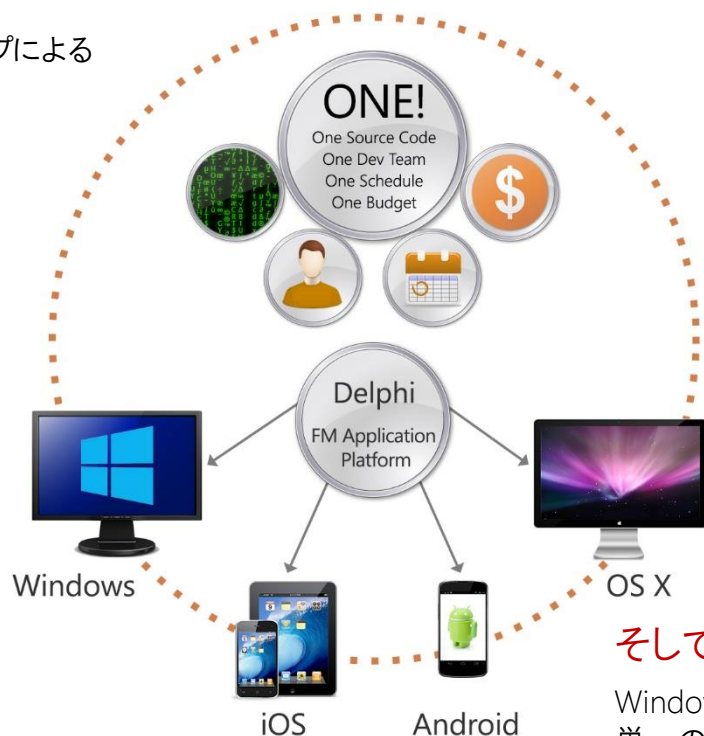 プによる
ONE!
One Source Code
One Dev Team
One Schedule
One Budget
Delphi
FM Application
Platform
Windows
OS X
iOS
Android
そして
Window